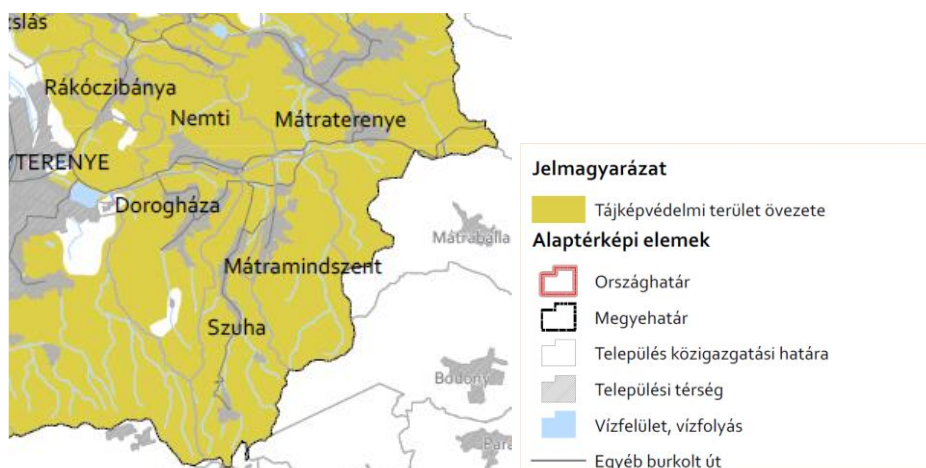 Rákóczibánya
Nemti
Mátraterenye
TERENYE
Dorogháza
Mátraballa
Mátramindszent
Szuha
Bodony
Jelmagyarázat
Tájképvédelmi terület övezete
Alaptérképi elemek
Országhatár
Megyehatár
Település közigazgatási határa
Települési térség
Vízfelület, vízfolyás
Egyéb burkolt út